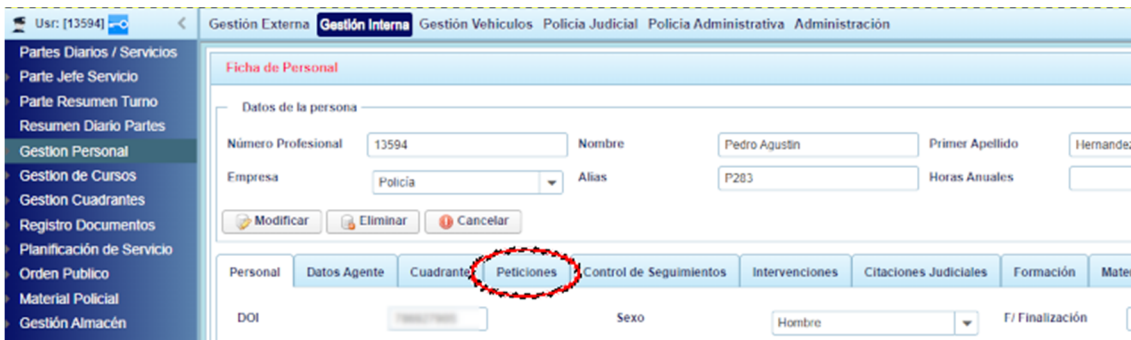 Usr: [13594]
Gestión Externa Gestión Interna Gestión Vehiculos Policia Judicial Policia Administrativa Administración
Partes Diarios / Servicios
Parte Jefe Servicio
Parte Resumen Turno
Resumen Diario Partes
Gestion Personal
Gestion de Cursos
Gestion Cuadrantes
Registro Documentos
Planificación de Servicio
Orden Publico
Material Policial
Gestión Almacén
Ficha de Personal
Datos de la persona
Número Profesional 13594 Nombre Pedro Agustin Primer Apellido Hernandez
Empresa Policía Alias P283 Horas Anuales
Modificar Eliminar Cancelar
Personal Datos Agente Cuadrante Peticiones Control de Seguimientos Intervenciones Citaciones Judiciales Formación Mate
DOI Sexo Hombre F/ Finalización